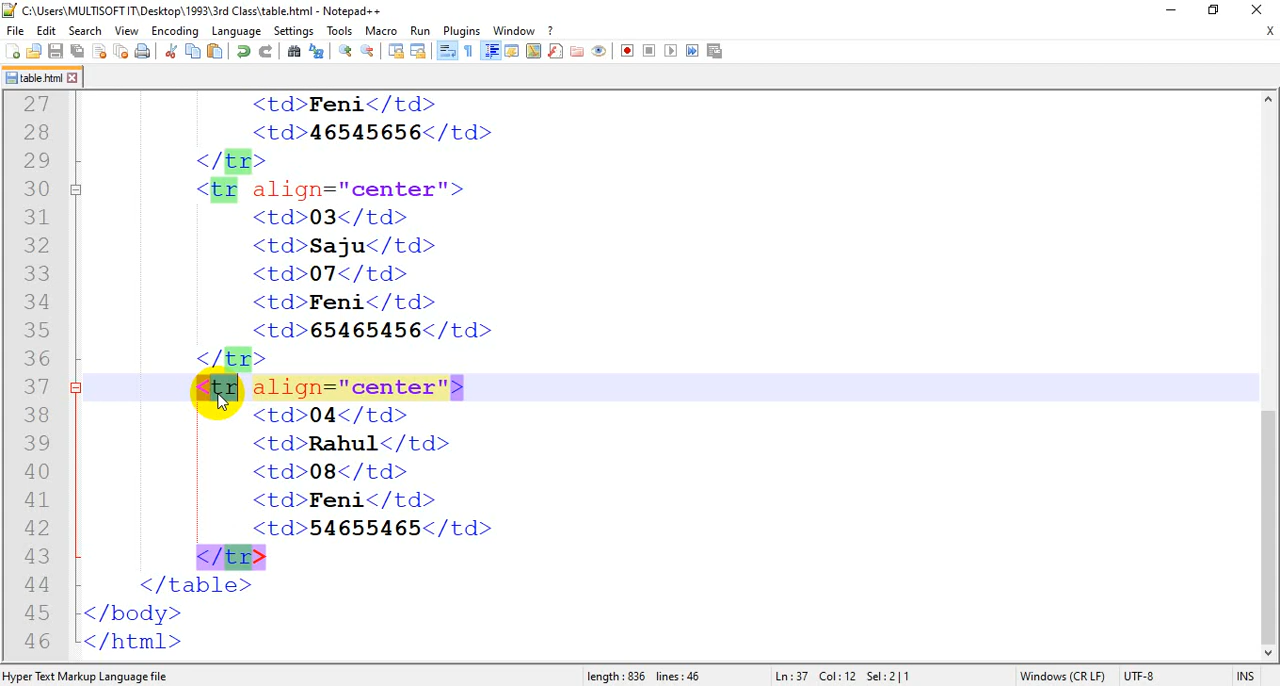 C:\Users\MULTISOFT IT\Desktop\1993\3rd Class\table.html - Notepad++
File Edit Search View Encoding Language Settings Tools Macro Run Plugins Window ? X
table.html
27 <td>Feni</td>
28 <td>46545656</td>
29 </tr>
30 <tr align="center">
31 <td>03</td>
32 <td>Saju</td>
33 <td>07</td>
34 <td>Feni</td>
35 <td>65465456</td>
36 </tr>
37 <tr align="center">
38 <td>04</td>
39 <td>Rahul</td>
40 <td>08</td>
41 <td>Feni</td>
42 <td>54655465</td>
43 </tr>
44 </table>
45 </body>
46 </html>
Hyper Text Markup Language file length : 836 lines : 46 Ln : 37 Col : 12 Sel : 2 | 1 Windows (CR LF) UTF-8 INS